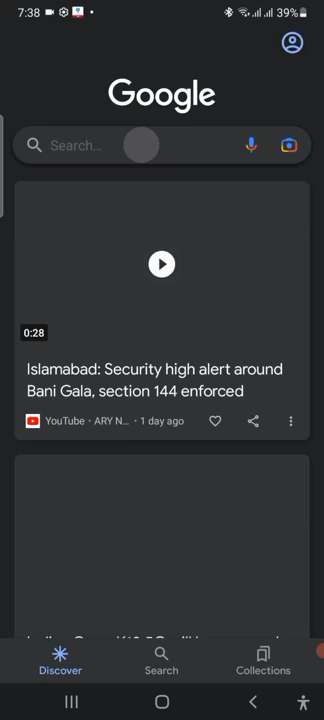 7:38
39%
Google
Search...
0:28
Islamabad: Security high alert around
Bani Gala, section 144 enforced
YouTube · ARY N... · 1 day ago
Discover
Search
Collections